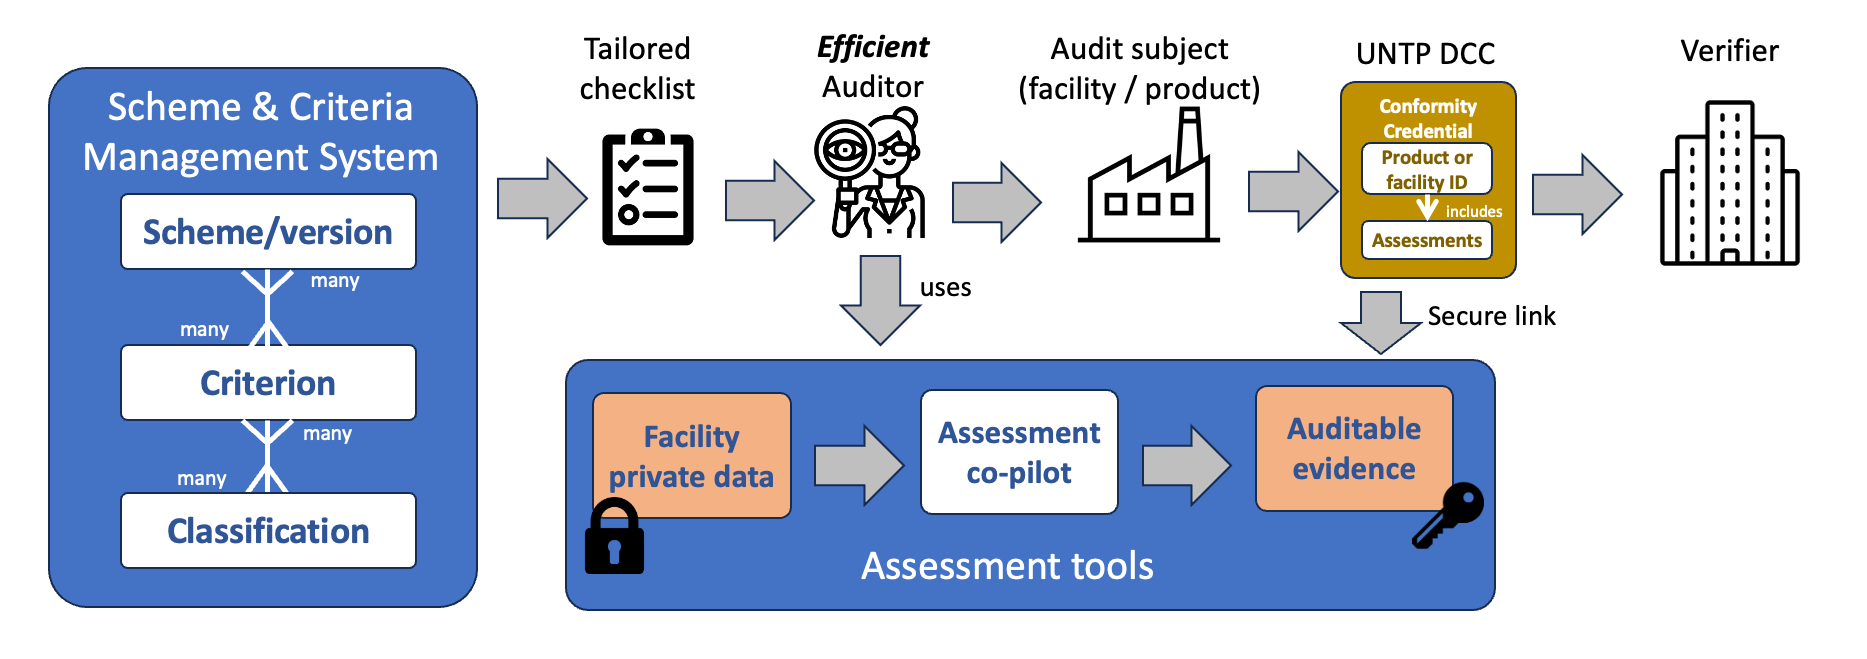 Scheme & Criteria
Management System
Scheme/version
many
many
Criterion
many
many
Classification
Tailored
checklist
Efficient
Auditor
uses
Audit subject
(facility / product)
UNTP DCC
Conformity
Credential
Product or
facility ID
includes
Assessments
Secure link
Verifier
Facility
private data
Assessment
co-pilot
Auditable
evidence
Assessment tools